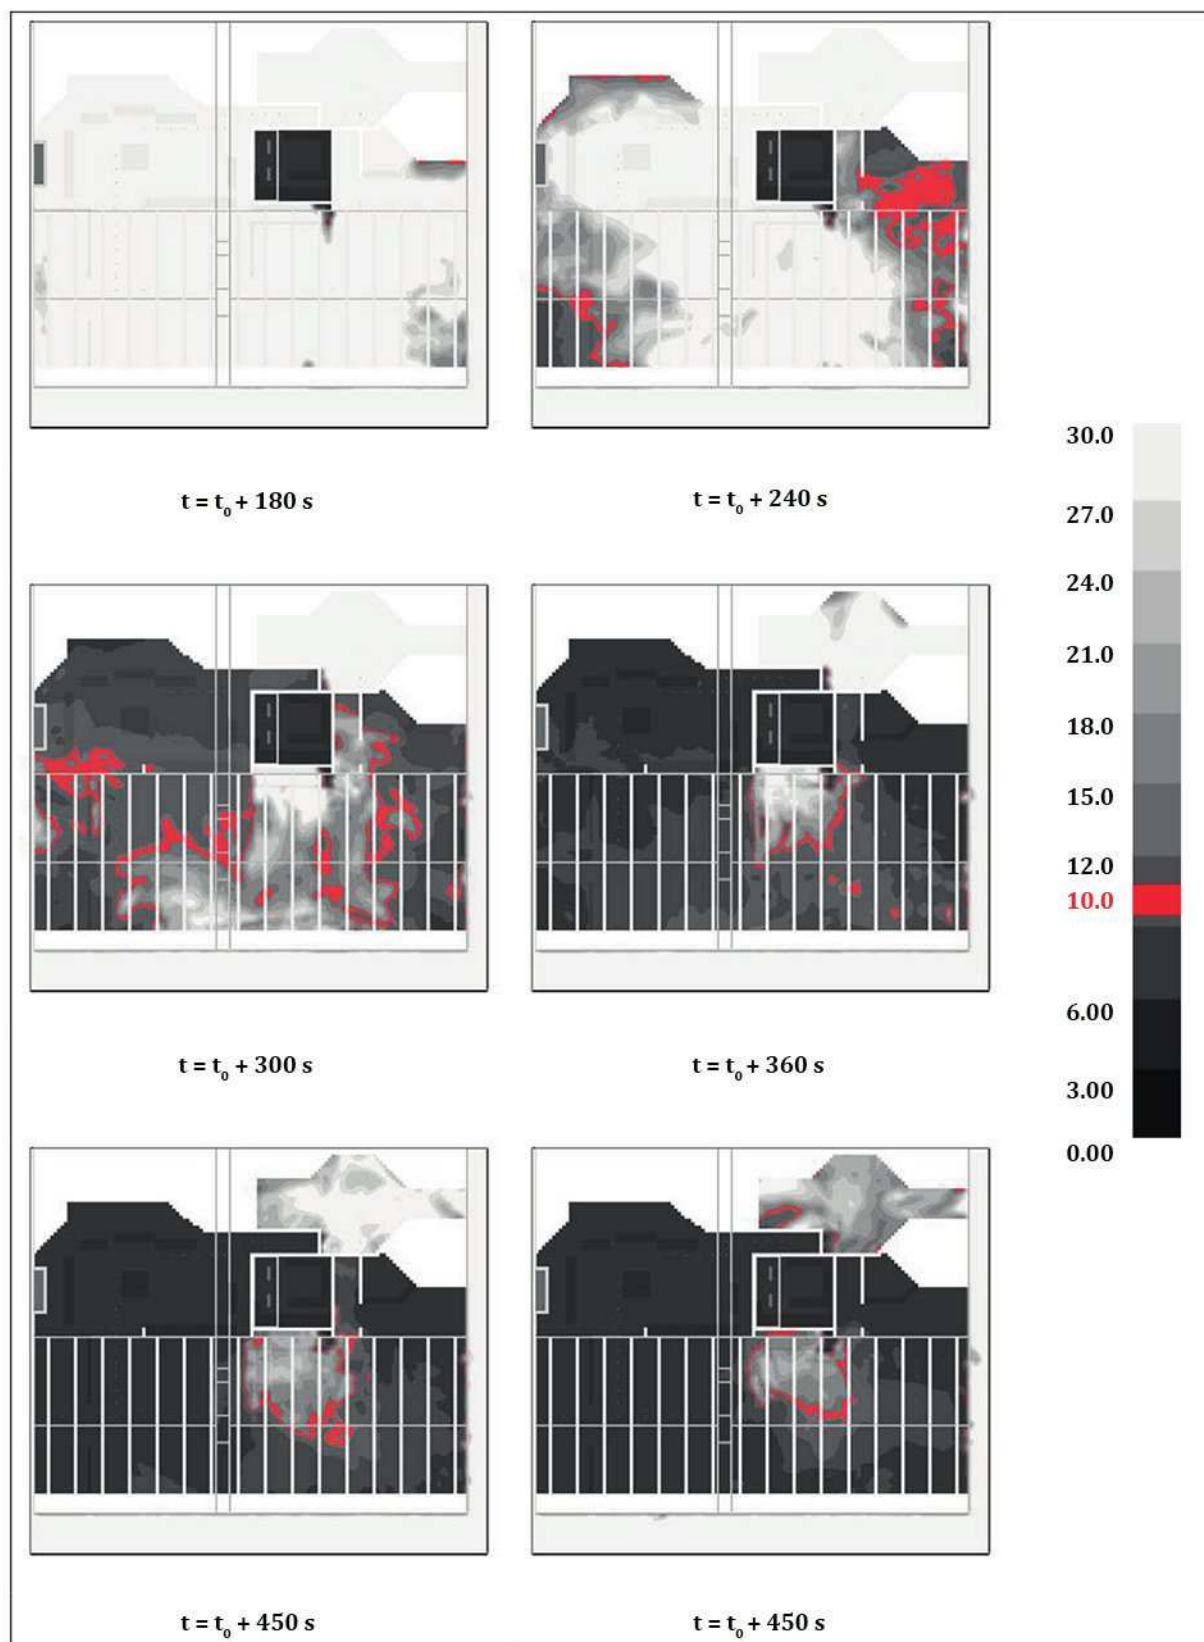 t = t₀ + 180 s
t = t₀ + 240 s
30.0
27.0
24.0
21.0
18.0
15.0
12.0
10.0
6.00
3.00
0.00
t = t₀ + 300 s
t = t₀ + 360 s
t = t₀ + 450 s
t = t₀ + 450 s